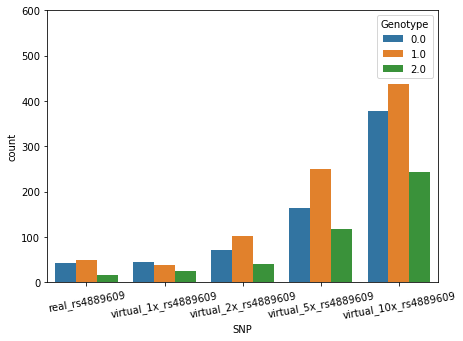 600
500
400
300
200
100
0
count
Genotype
0.0
1.0
2.0
real_rs4889609
virtual_1x_rs4889609
virtual_2x_rs4889609
virtual_5x_rs4889609
virtual_10x_rs4889609
SNP